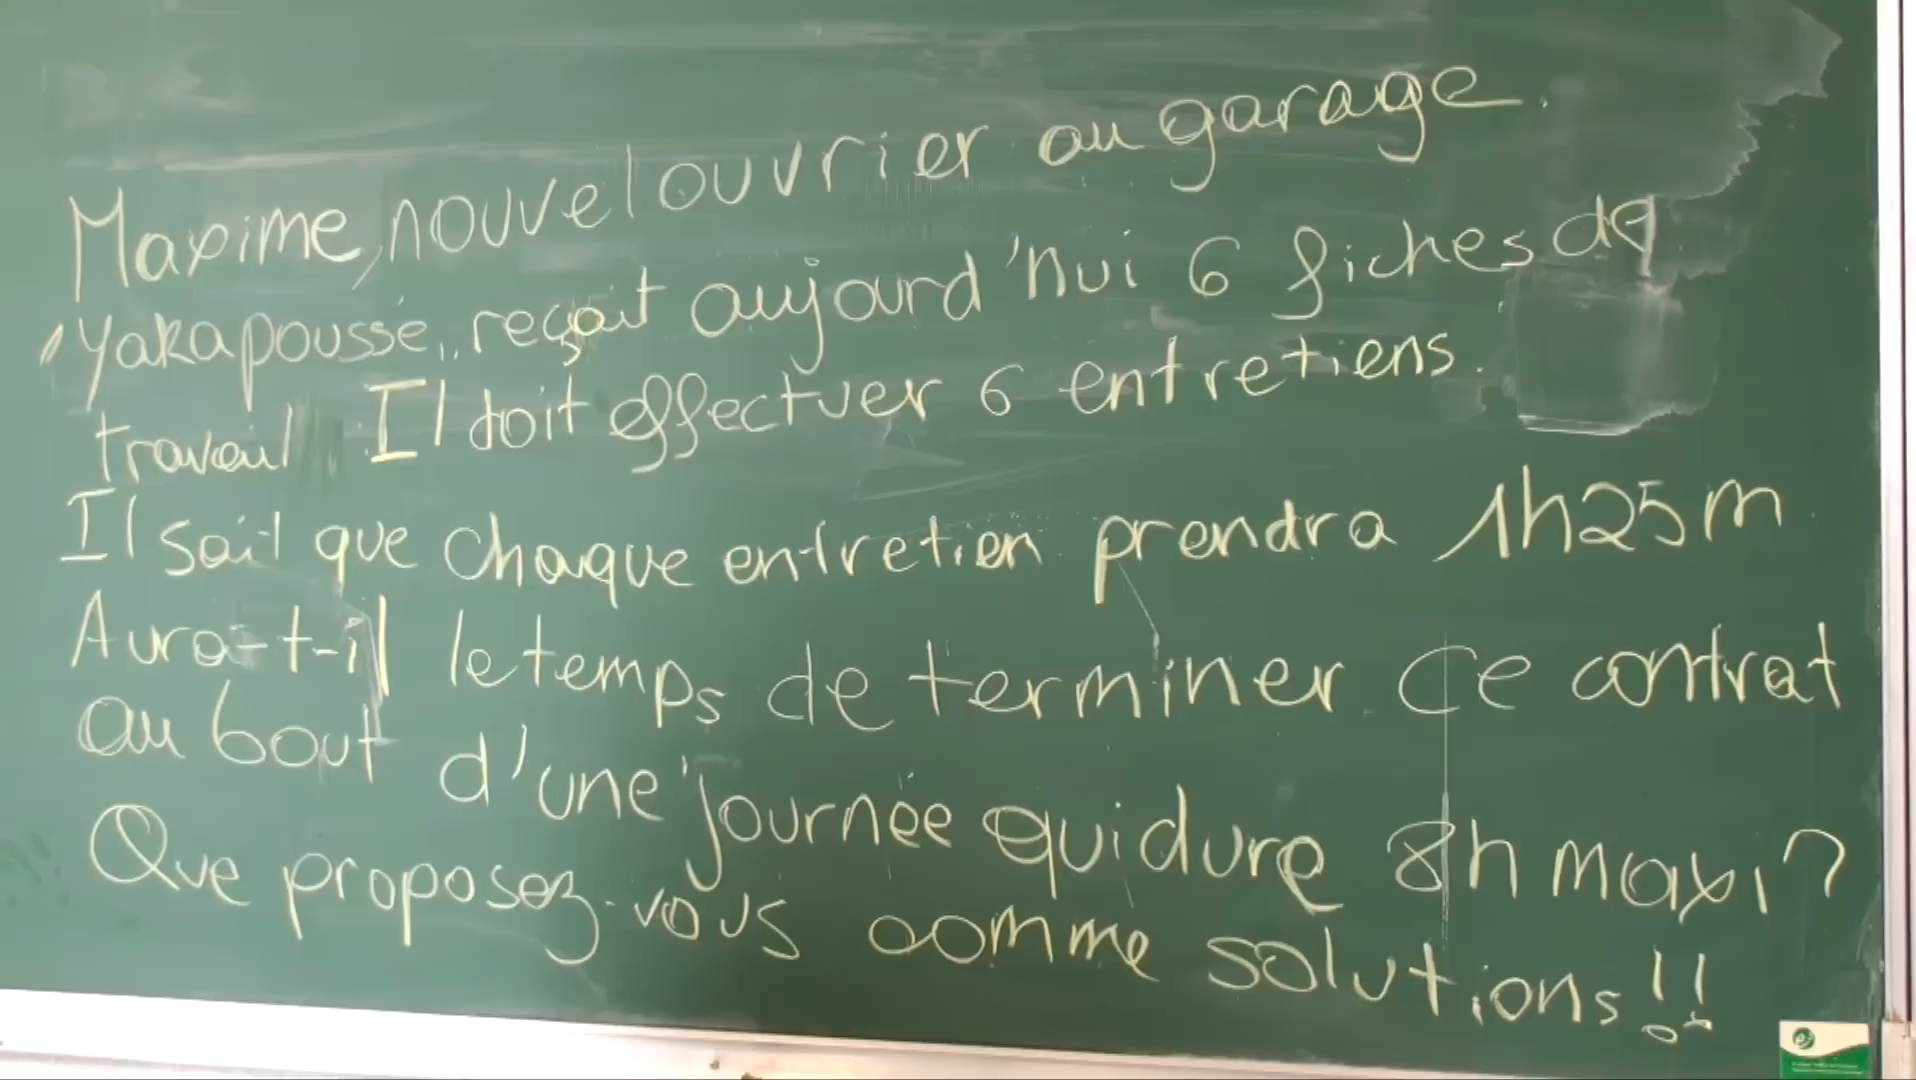 Maxime, nouvel ouvrier au garage.
"Yakapousse", reçoit aujourd'hui 6 fiches de
travail. Il doit effectuer 6 entretiens.
Il sait que chaque entretien prendra 1h25m
Aura-t-il le temps de terminer ce contrat
au bout d'une journée qui dure 8h maxi?
Que proposez-vous comme solutions!!